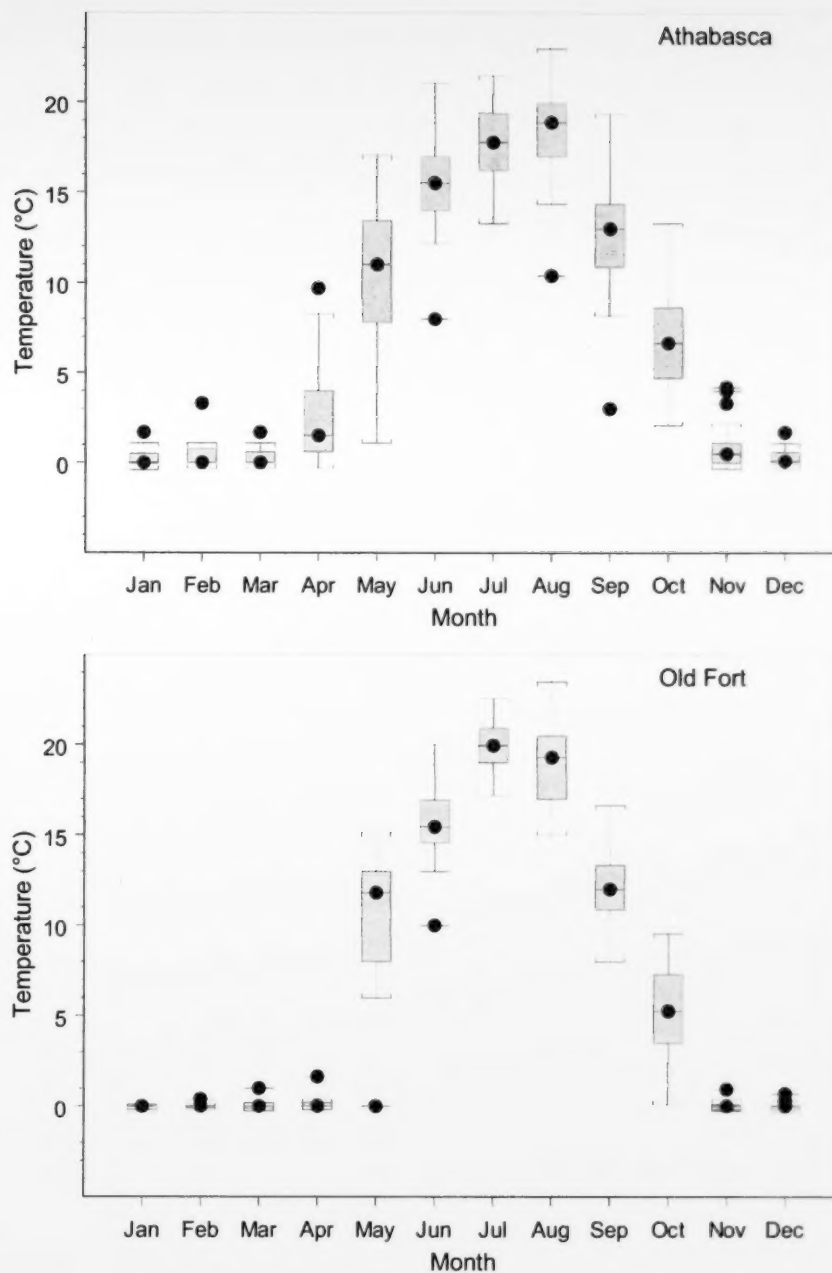 Athabasca
Temperature (°C)
20
15
10
5
0
Jan Feb Mar Apr May Jun Jul Aug Sep Oct Nov Dec
Month
Old Fort
Temperature (°C)
20
15
10
5
0
Jan Feb Mar Apr May Jun Jul Aug Sep Oct Nov Dec
Month